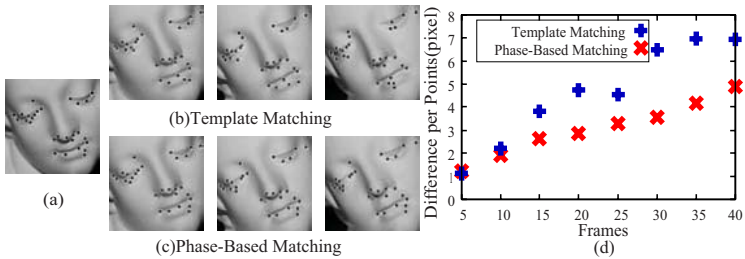 (a)
(b)Template Matching
(c)Phase-Based Matching
Difference per Points(pixel)
8
7
6
5
4
3
2
1
0
Template Matching
Phase-Based Matching
5 10 15 20 25 30 35 40
Frames
(d)